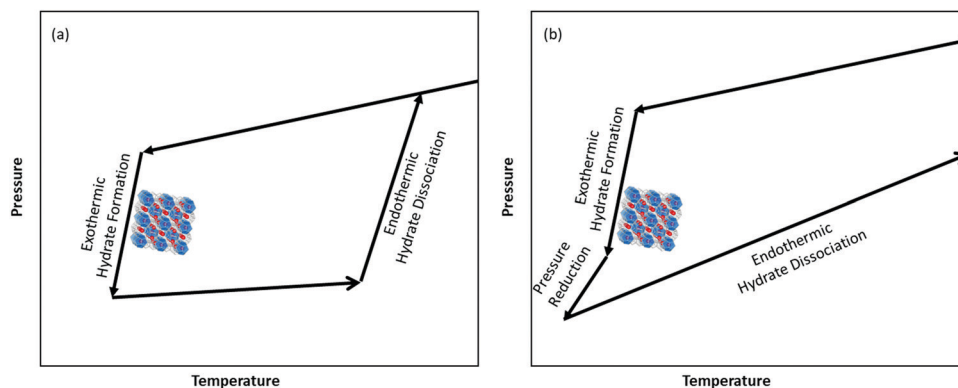 (a)
Pressure
Exothermic
Hydrate Formation
Endothermic
Hydrate Dissociation
Temperature
(b)
Pressure
Exothermic
Hydrate Formation
Pressure
Reduction
Endothermic
Hydrate Dissociation
Temperature